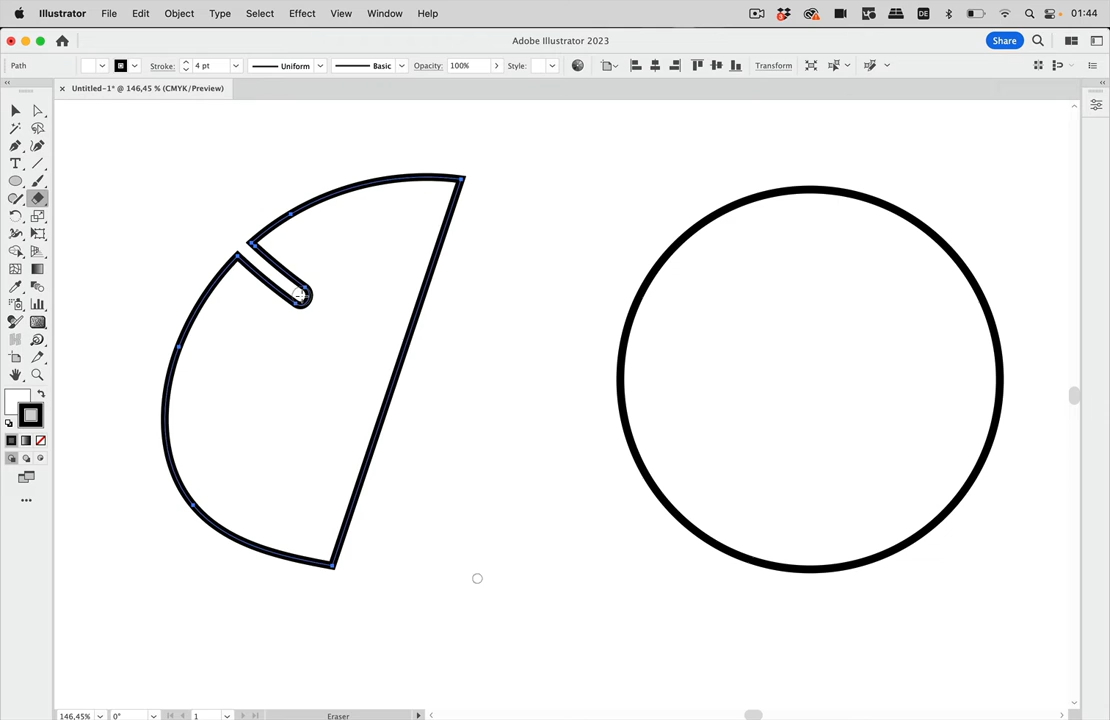 Illustrator File Edit Object Type Select Effect View Window Help DE 01:44
Adobe Illustrator 2023 Share
Path Stroke: 4 pt Uniform Basic Opacity: 100% Style: Transform
× Untitled-1* @ 146,45 % (CMYK/Preview)
146,45% 0° 1 Eraser